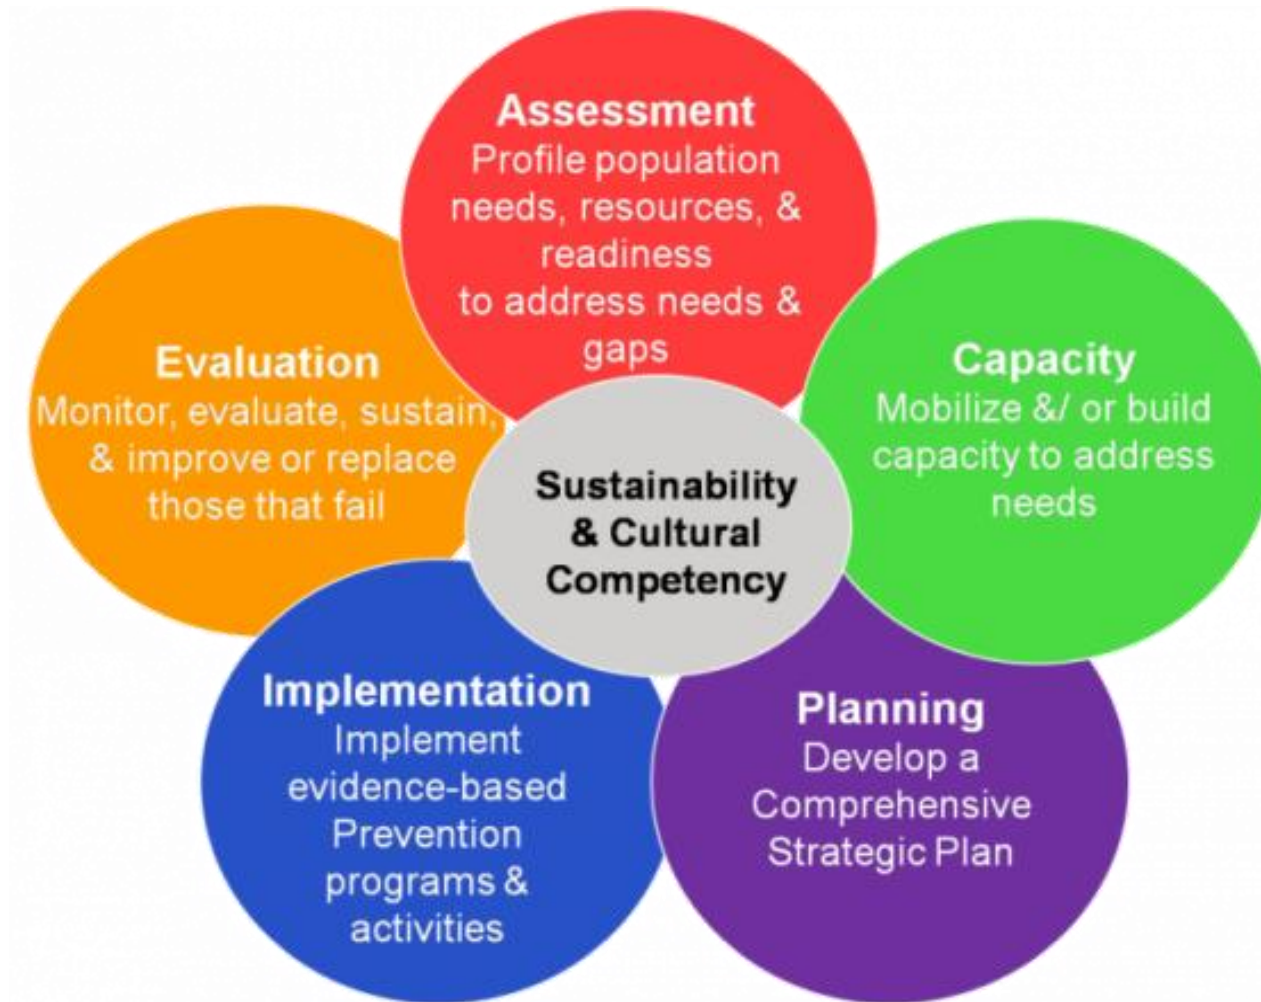 Assessment
Profile population
needs, resources, &
readiness
to address needs &
gaps
Capacity
Mobilize &/ or build
capacity to address
needs
Planning
Develop a
Comprehensive
Strategic Plan
Implementation
Implement
evidence-based
Prevention
programs &
activities
Evaluation
Monitor, evaluate, sustain,
& improve or replace
those that fail
Sustainability
& Cultural
Competency